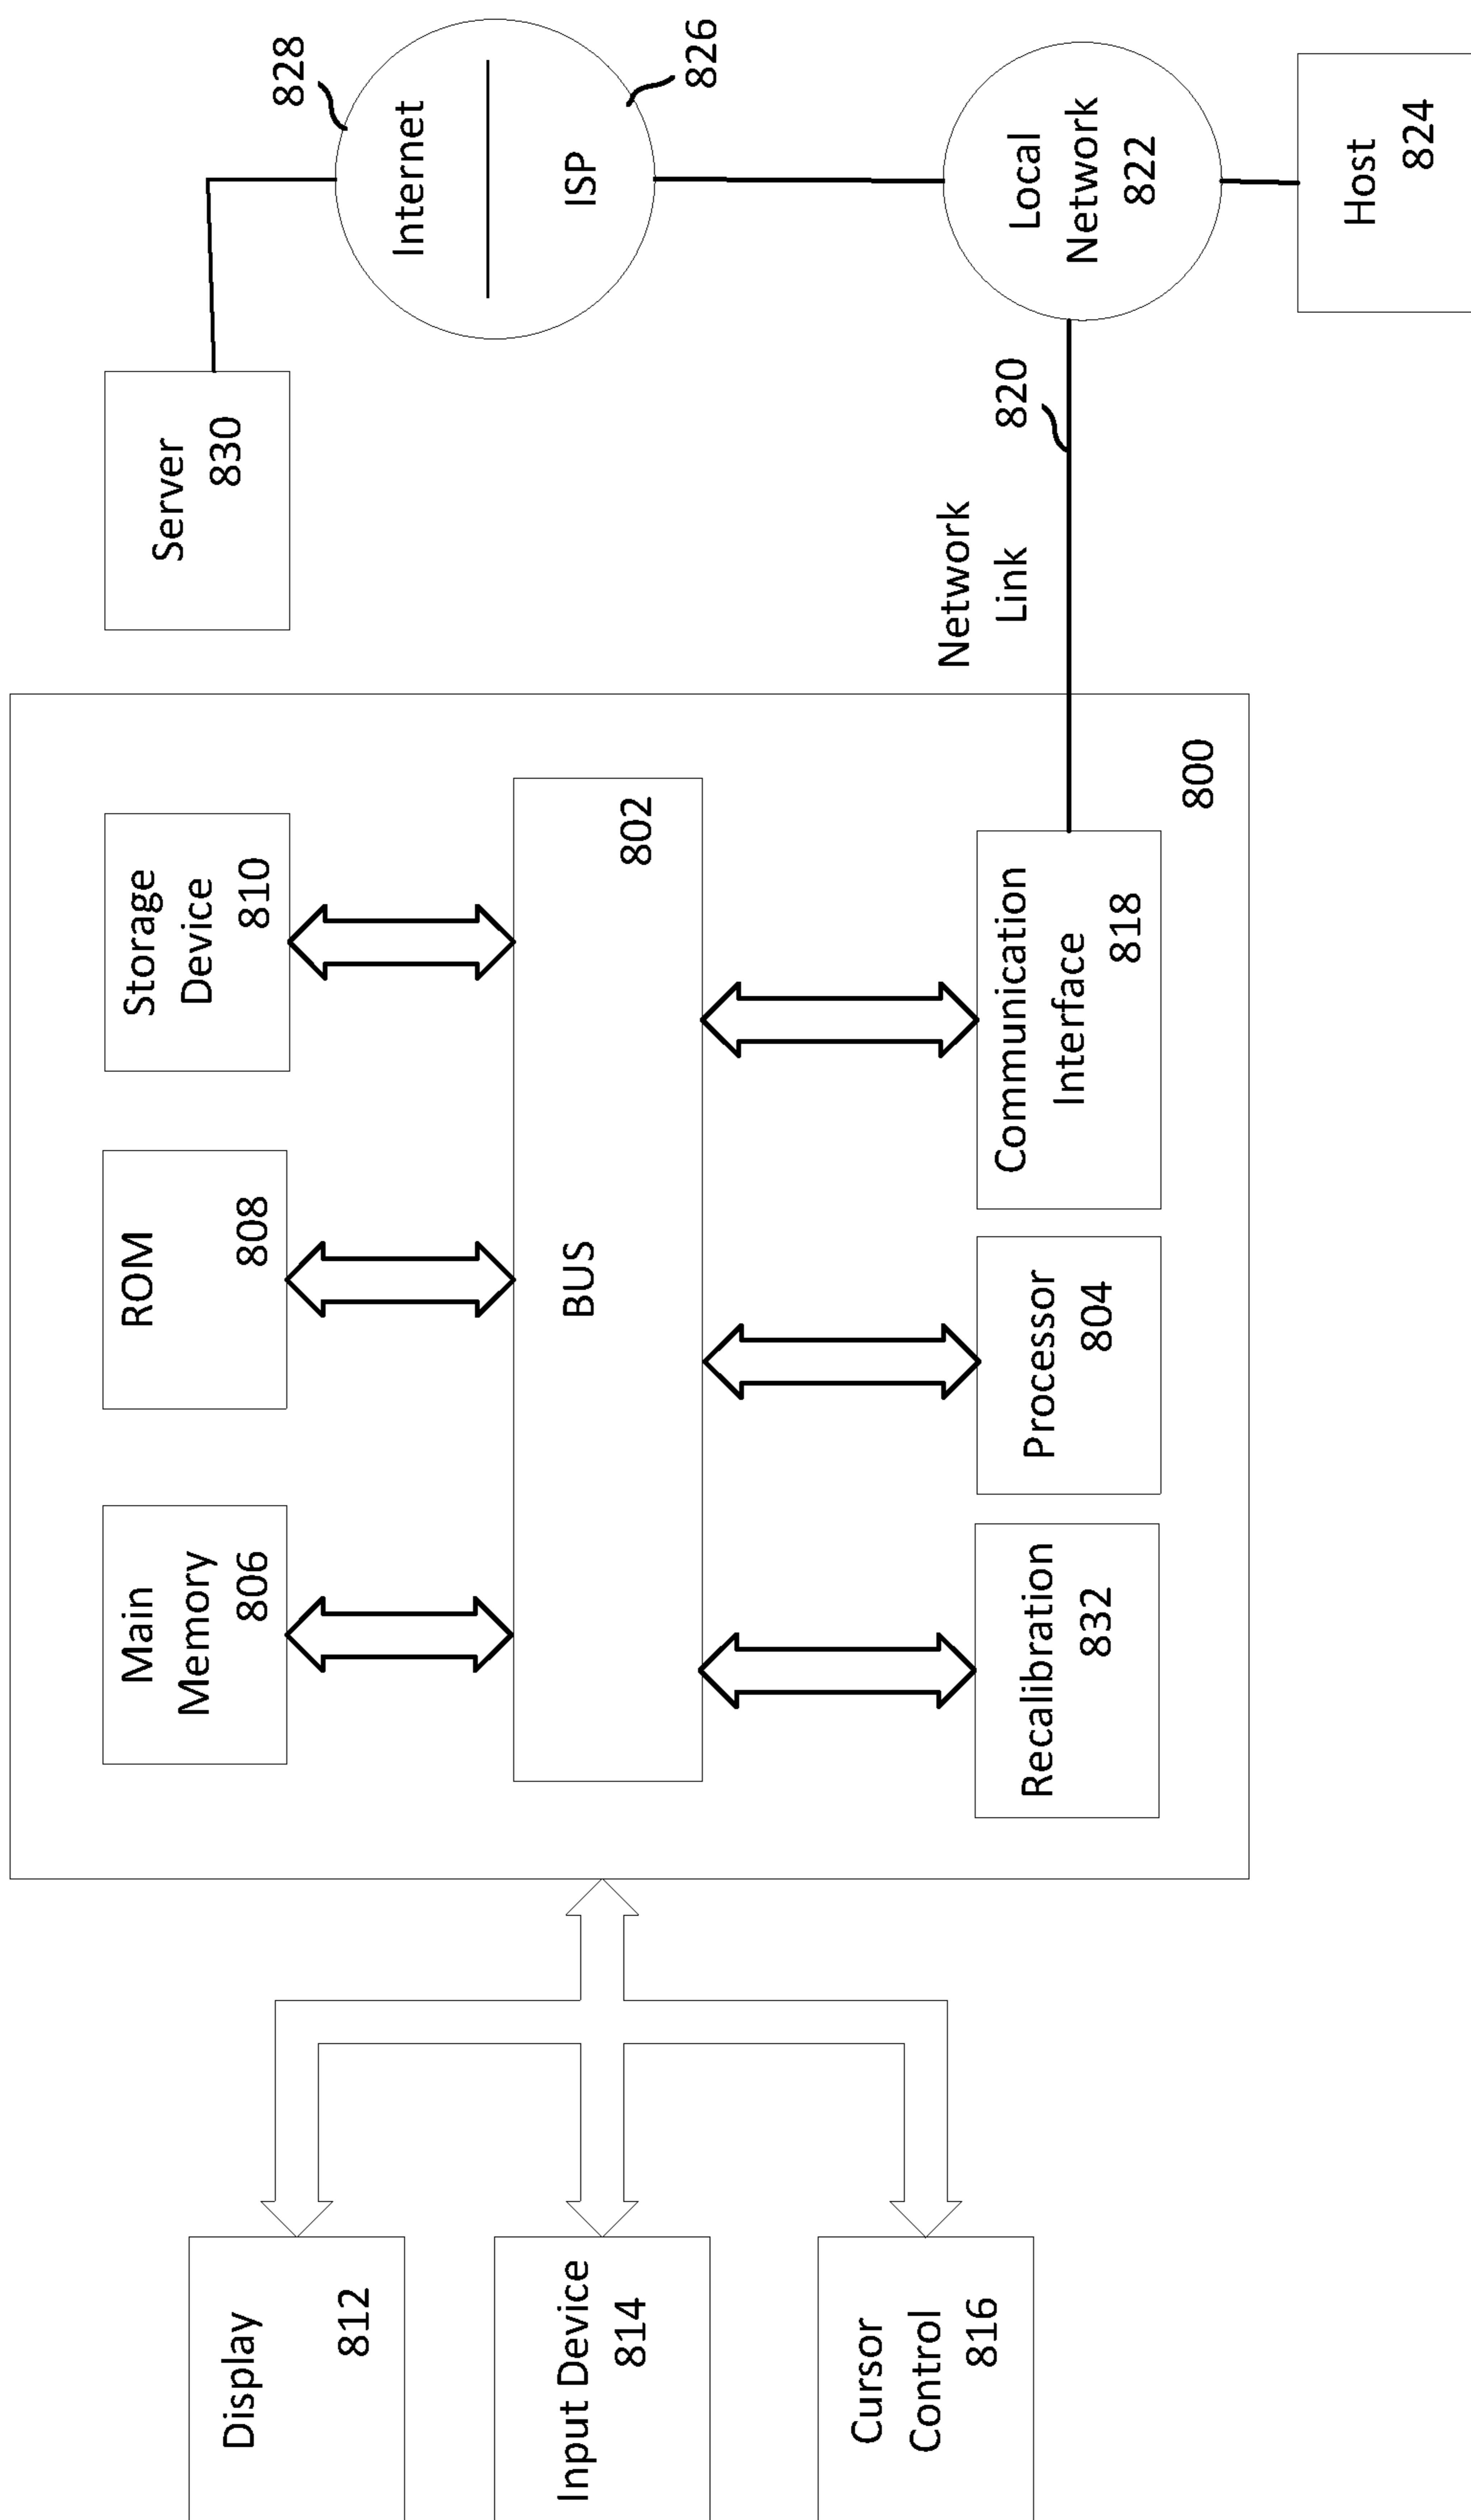 Display
812
Input Device
814
Cursor
Control
816
Main
Memory
806
ROM
808
Storage
Device
810
BUS
802
Recalibration
832
Processor
804
Communication
Interface
818
800
Server
830
Network
Link
820
828
Internet
ISP
826
Local
Network
822
Host
824